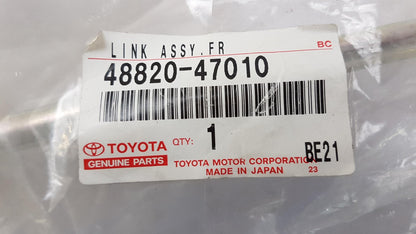 LINK ASSY,FR BC
48820-47010
TOYOTA QTY: 1 BE21
GENUINE PARTS TOYOTA MOTOR CORPORATION
MADE IN JAPAN 23